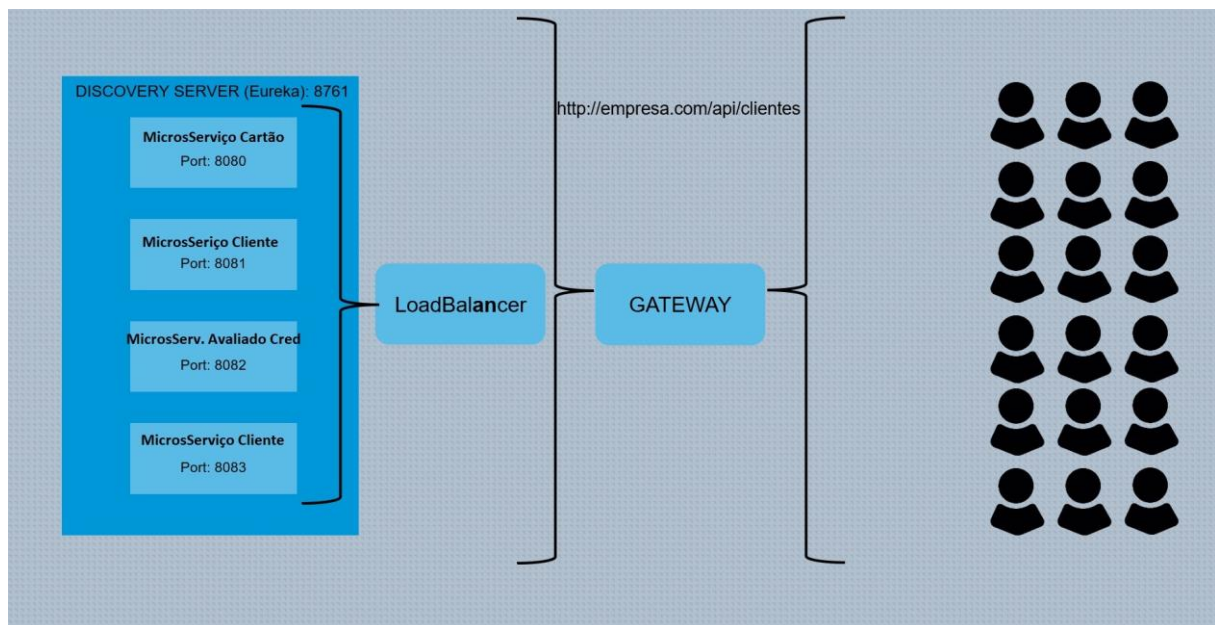 DISCOVERY SERVER (Eureka): 8761
MicrosServiço Cartão
Port: 8080
MicrosSeriço Cliente
Port: 8081
MicrosServ. Avaliado Cred
Port: 8082
MicrosServiço Cliente
Port: 8083
LoadBalancer
http://empresa.com/api/clientes
GATEWAY